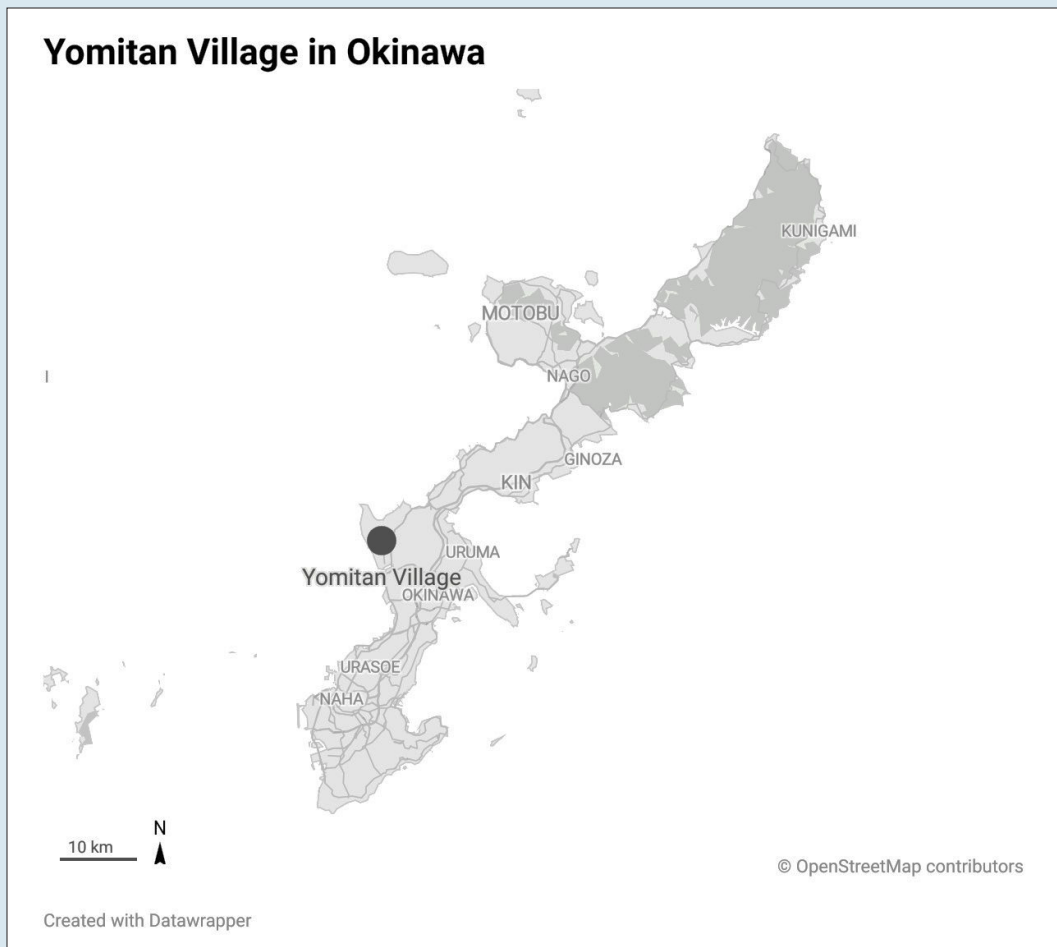 Yomitan Village in Okinawa
KUNIGAMI
MOTOBU
NAGO
GINOZA
KIN
URUMA
Yomitan Village
OKINAWA
URASOE
NAHA
N
10 km
© OpenStreetMap contributors
Created with Datawrapper